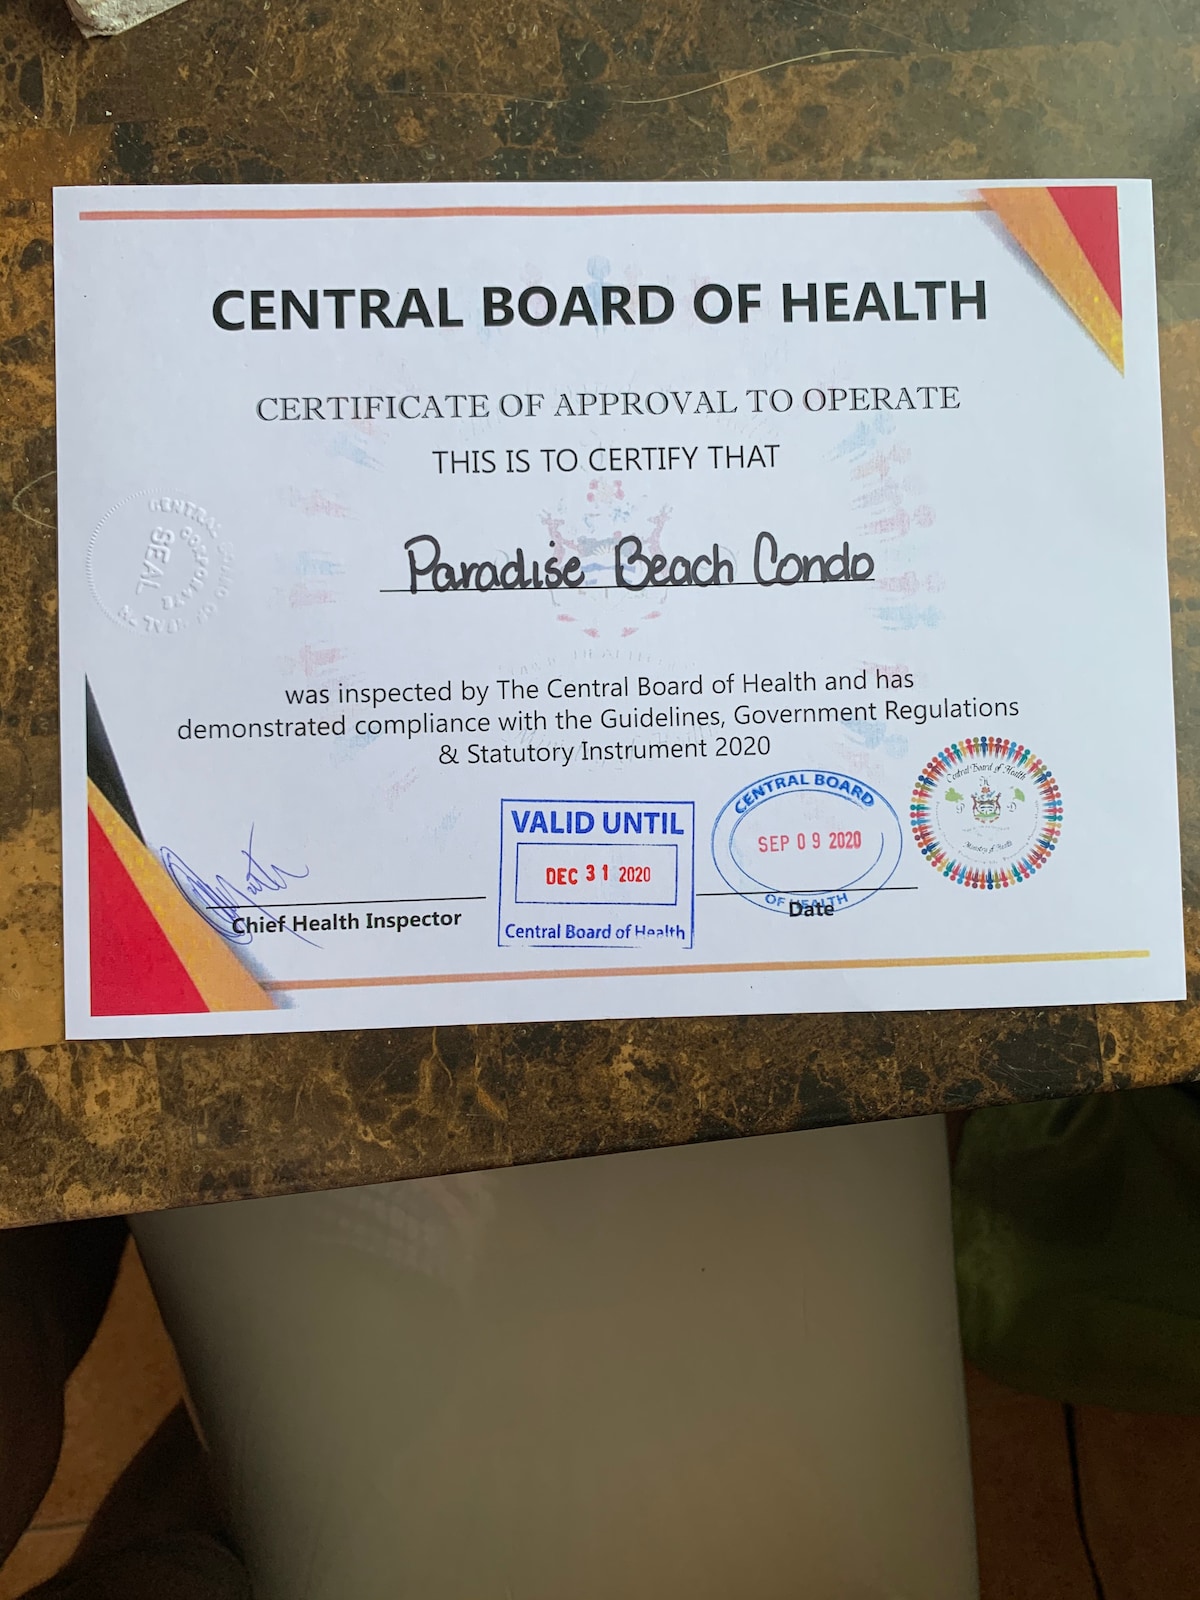 CENTRAL BOARD OF HEALTH
CERTIFICATE OF APPROVAL TO OPERATE
THIS IS TO CERTIFY THAT
Paradise Beach Condo
SEAL
was inspected by The Central Board of Health and has
demonstrated compliance with the Guidelines, Government Regulations
& Statutory Instrument 2020
Chief Health Inspector
VALID UNTIL
DEC 31 2020
Central Board of Health
CENTRAL BOARD
SEP 09 2020
OF HEALTH
Date
Central Board of Health
Ministry of Health